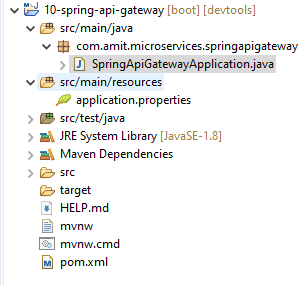 10-spring-api-gateway [boot] [devtools]
src/main/java
com.amit.microservices.springapigateway
SpringApiGatewayApplication.java
src/main/resources
application.properties
src/test/java
JRE System Library [JavaSE-1.8]
Maven Dependencies
src
target
HELP.md
mvnw
mvnw.cmd
pom.xml